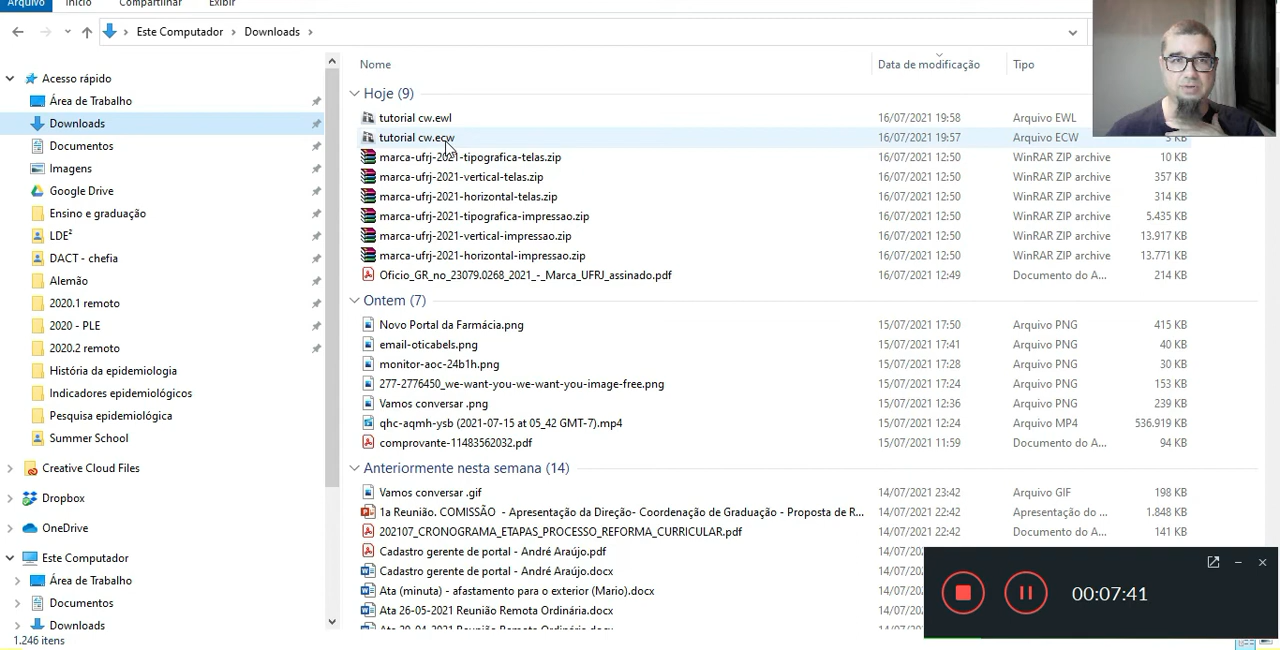 Arquivo Início Compartilhar Exibir
Este Computador > Downloads >
Nome Data de modificação Tipo
Acesso rápido
Área de Trabalho
Downloads
Documentos
Imagens
Google Drive
Ensino e graduação
LDE²
DACT - chefia
Alemão
2020.1 remoto
2020 - PLE
2020.2 remoto
História da epidemiologia
Indicadores epidemiológicos
Pesquisa epidemiológica
Summer School
Creative Cloud Files
Dropbox
OneDrive
Este Computador
Área de Trabalho
Documentos
Downloads
Hoje (9)
tutorial cw.ewl 16/07/2021 19:58 Arquivo EWL
tutorial cw.ecw 16/07/2021 19:57 Arquivo ECW 3 KB
marca-ufrj-2021-tipografica-telas.zip 16/07/2021 12:50 WinRAR ZIP archive 10 KB
marca-ufrj-2021-vertical-telas.zip 16/07/2021 12:50 WinRAR ZIP archive 357 KB
marca-ufrj-2021-horizontal-telas.zip 16/07/2021 12:50 WinRAR ZIP archive 314 KB
marca-ufrj-2021-tipografica-impressao.zip 16/07/2021 12:50 WinRAR ZIP archive 5.435 KB
marca-ufrj-2021-vertical-impressao.zip 16/07/2021 12:50 WinRAR ZIP archive 13.917 KB
marca-ufrj-2021-horizontal-impressao.zip 16/07/2021 12:50 WinRAR ZIP archive 13.771 KB
Oficio_GR_no_23079.0268_2021_-_Marca_UFRJ_assinado.pdf 16/07/2021 12:49 Documento do A... 214 KB
Ontem (7)
Novo Portal da Farmácia.png 15/07/2021 17:50 Arquivo PNG 415 KB
email-oticabels.png 15/07/2021 17:41 Arquivo PNG 40 KB
monitor-aoc-24b1h.png 15/07/2021 17:28 Arquivo PNG 30 KB
277-2776450_we-want-you-we-want-you-image-free.png 15/07/2021 17:24 Arquivo PNG 153 KB
Vamos conversar .png 15/07/2021 12:36 Arquivo PNG 239 KB
qhc-aqmh-ysb (2021-07-15 at 05_42 GMT-7).mp4 15/07/2021 12:24 Arquivo MP4 536.919 KB
comprovante-11483562032.pdf 15/07/2021 11:59 Documento do A... 94 KB
Anteriormente nesta semana (14)
Vamos conversar .gif 14/07/2021 23:42 Arquivo GIF 198 KB
1a Reunião. COMISSÃO - Apresentação da Direção- Coordenação de Graduação - Proposta de R... 14/07/2021 22:42 Apresentação do ... 1.848 KB
202107_CRONOGRAMA_ETAPAS_PROCESSO_REFORMA_CURRICULAR.pdf 14/07/2021 22:42 Documento do A... 141 KB
Cadastro gerente de portal - André Araújo.pdf 14/07/
Cadastro gerente de portal - André Araújo.docx 14/07/
Ata (minuta) - afastamento para o exterior (Mario).docx 14/07/
Ata 26-05-2021 Reunião Remota Ordinária.docx 14/07/
00:07:41
1.246 itens